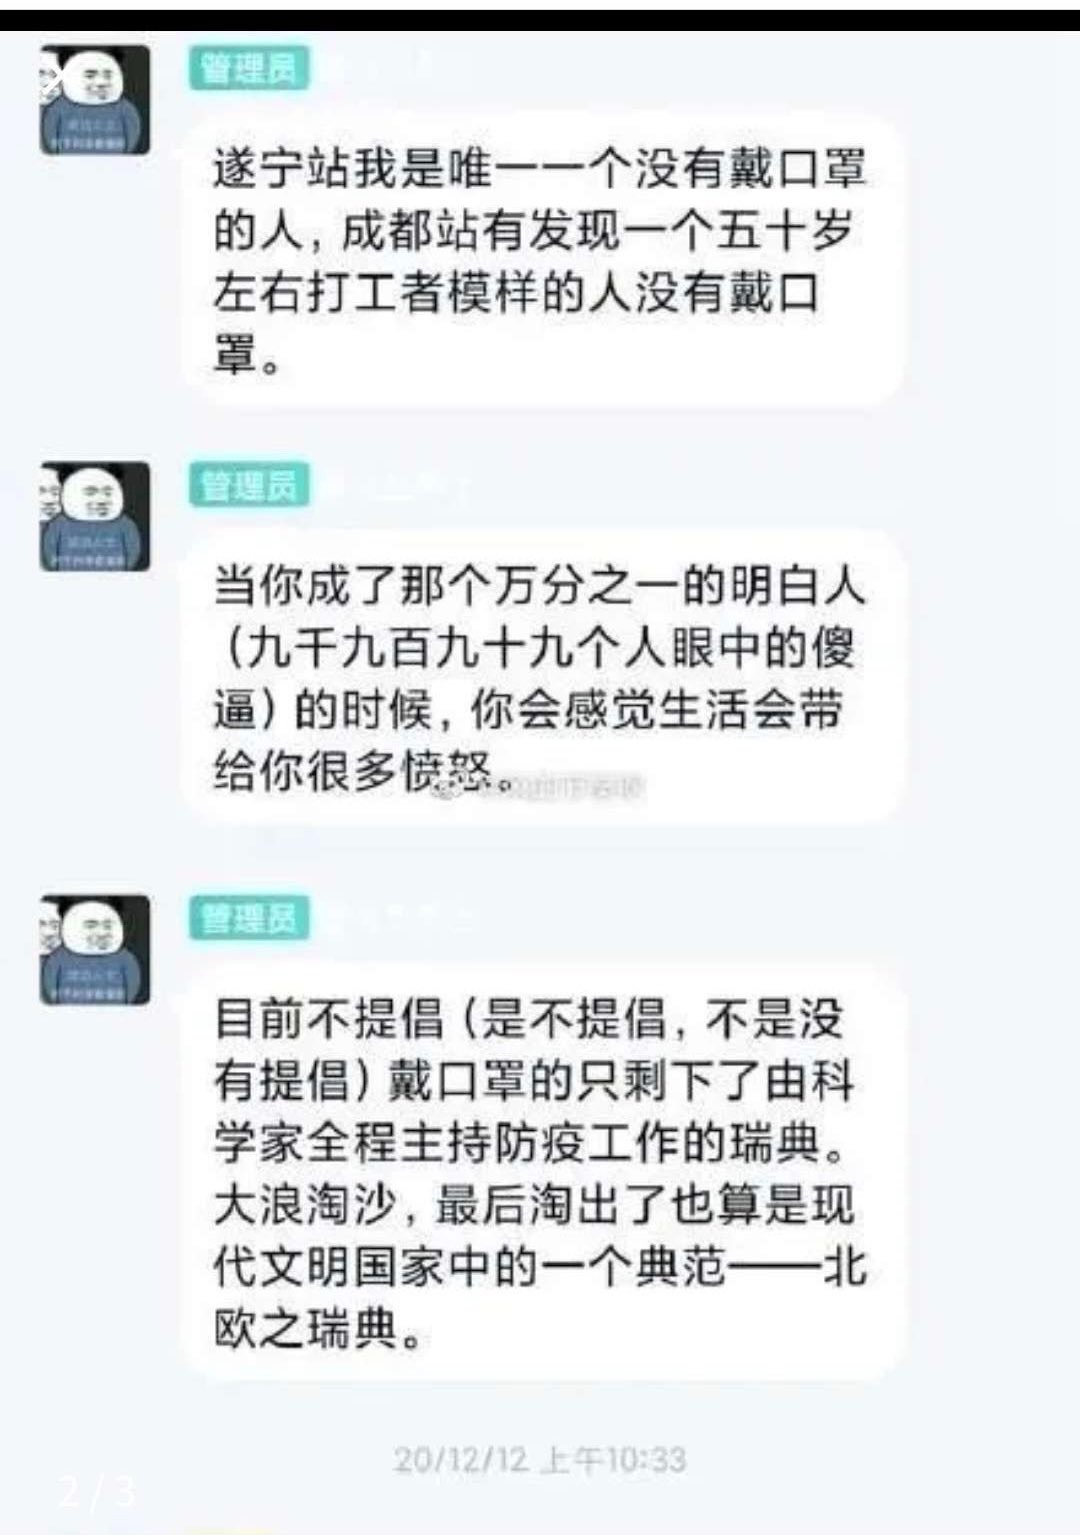 管理员
遂宁站我是唯一一个没有戴口罩
的人，成都站有发现一个五十岁
左右打工者模样的人没有戴口
罩。
管理员
当你成了那个万分之一的明白人
（九千九百九十九个人眼中的傻
逼）的时候，你会感觉生活会带
给你很多愤怒。
管理员
目前不提倡（是不提倡，不是没
有提倡）戴口罩的只剩下了由科
学家全程主持防疫工作的瑞典。
大浪淘沙，最后淘出了也算是现
代文明国家中的一个典范——北
欧之瑞典。
20/12/12 上午10:33
2/3